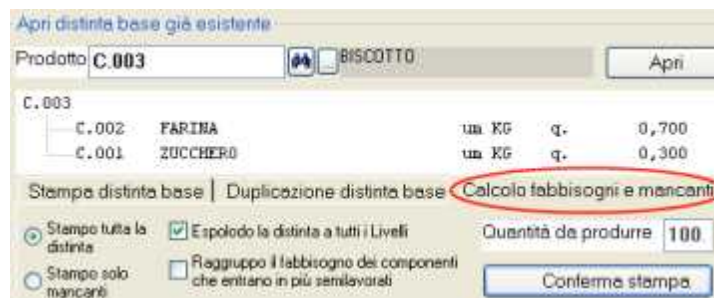 Apri distinta base già esistente
Prodotto C.003 BISCOTTO Apri
C.003
C.002 FARINA um KG q. 0,700
C.001 ZUCCHERO um KG q. 0,300
Stampa distinta base | Duplicazione distinta base Calcolo fabbisogni e mancanti
Stampo tutta la distinta
Espolodo la distinta a tutti i Livelli
Quantità da produrre 100
Stampo solo mancanti
Raggruppo il fabbisogno dei componenti
che entrano in più semilavorati
Conferma stampa